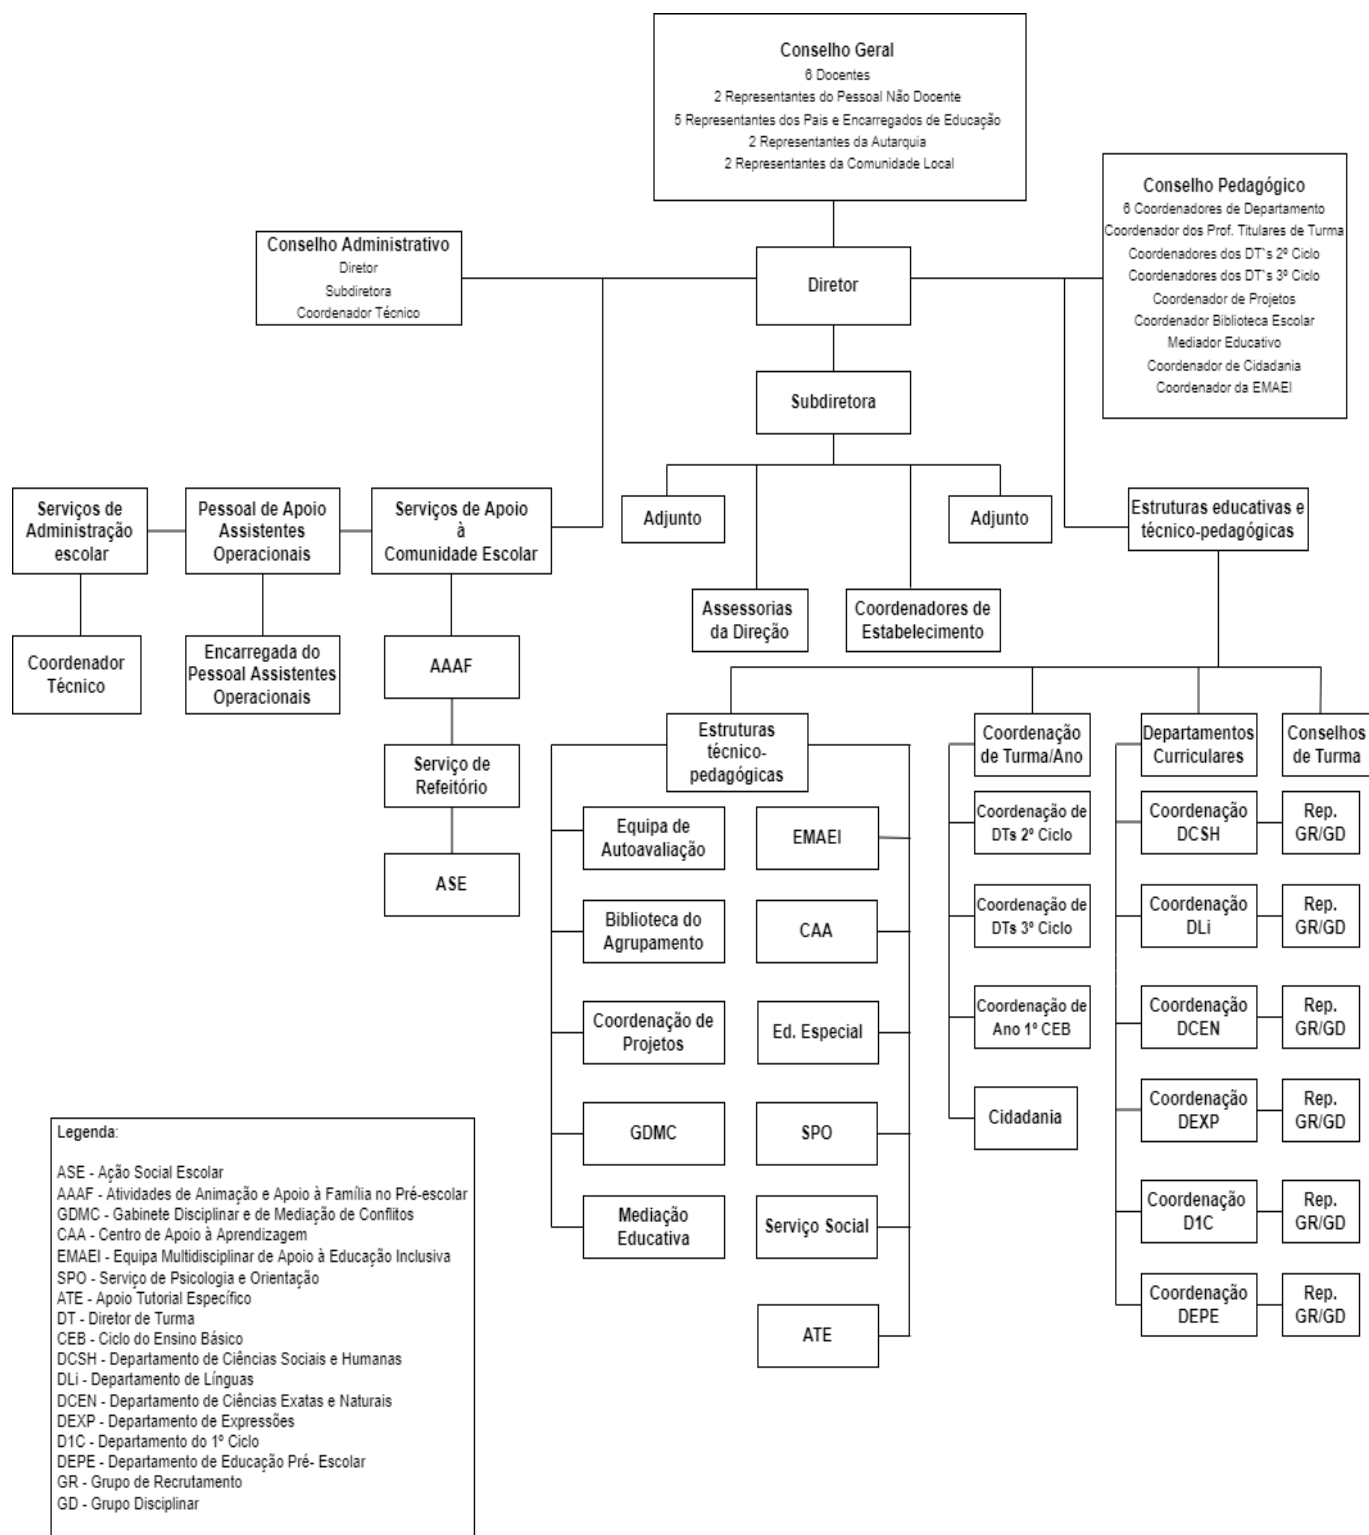 Conselho Geral
6 Docentes
2 Representantes do Pessoal Não Docente
5 Representantes dos Pais e Encarregados de Educação
2 Representantes da Autarquia
2 Representantes da Comunidade Local
Conselho Pedagógico
6 Coordenadores de Departamento
Coordenador dos Prof. Titulares de Turma
Coordenadores dos DT`s 2º Ciclo
Coordenadores dos DT`s 3º Ciclo
Coordenador de Projetos
Coordenador Biblioteca Escolar
Mediador Educativo
Coordenador de Cidadania
Coordenador da EMAEI
Conselho Administrativo
Diretor
Subdiretora
Coordenador Técnico
Diretor
Subdiretora
Serviços de
Administração
escolar
Pessoal de Apoio
Assistentes
Operacionais
Serviços de Apoio
à
Comunidade Escolar
Adjunto
Adjunto
Estruturas educativas e
técnico-pedagógicas
Assessorias
da Direção
Coordenadores de
Estabelecimento
Coordenador
Técnico
Encarregada do
Pessoal Assistentes
Operacionais
AAAF
Serviço de
Refeitório
ASE
Estruturas
técnico-
pedagógicas
Equipa de
Autoavaliação
Biblioteca do
Agrupamento
Coordenação de
Projetos
GDMC
Mediação
Educativa
EMAEI
CAA
Ed. Especial
SPO
Serviço Social
ATE
Coordenação
de Turma/Ano
Coordenação de
DTs 2º Ciclo
Coordenação de
DTs 3º Ciclo
Coordenação de
Ano 1º CEB
Cidadania
Departamentos
Curriculares
Coordenação
DCSH
Coordenação
DLi
Coordenação
DCEN
Coordenação
DEXP
Coordenação
D1C
Coordenação
DEPE
Conselhos
de Turma
Rep.
GR/GD
Rep.
GR/GD
Rep.
GR/GD
Rep.
GR/GD
Rep.
GR/GD
Rep.
GR/GD
Legenda:
ASE - Ação Social Escolar
AAAF - Atividades de Animação e Apoio à Família no Pré-escolar
GDMC - Gabinete Disciplinar e de Mediação de Conflitos
CAA - Centro de Apoio à Aprendizagem
EMAEI - Equipa Multidisciplinar de Apoio à Educação Inclusiva
SPO - Serviço de Psicologia e Orientação
ATE - Apoio Tutorial Específico
DT - Diretor de Turma
CEB - Ciclo do Ensino Básico
DCSH - Departamento de Ciências Sociais e Humanas
DLi - Departamento de Línguas
DCEN - Departamento de Ciências Exatas e Naturais
DEXP - Departamento de Expressões
D1C - Departamento do 1º Ciclo
DEPE - Departamento de Educação Pré- Escolar
GR - Grupo de Recrutamento
GD - Grupo Disciplinar